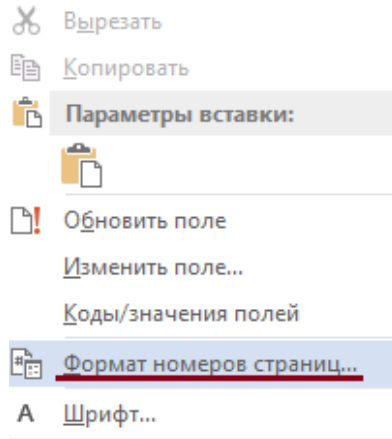 Вырезать
Копировать
Параметры вставки:
Обновить поле
Изменить поле...
Коды/значения полей
Формат номеров страниц...
А Шрифт...